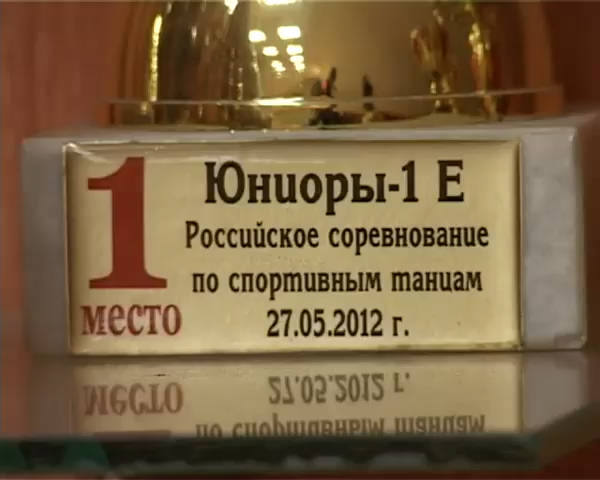 1 место
Юниоры-1 Е
Российское соревнование
по спортивным танцам
27.05.2012 г.